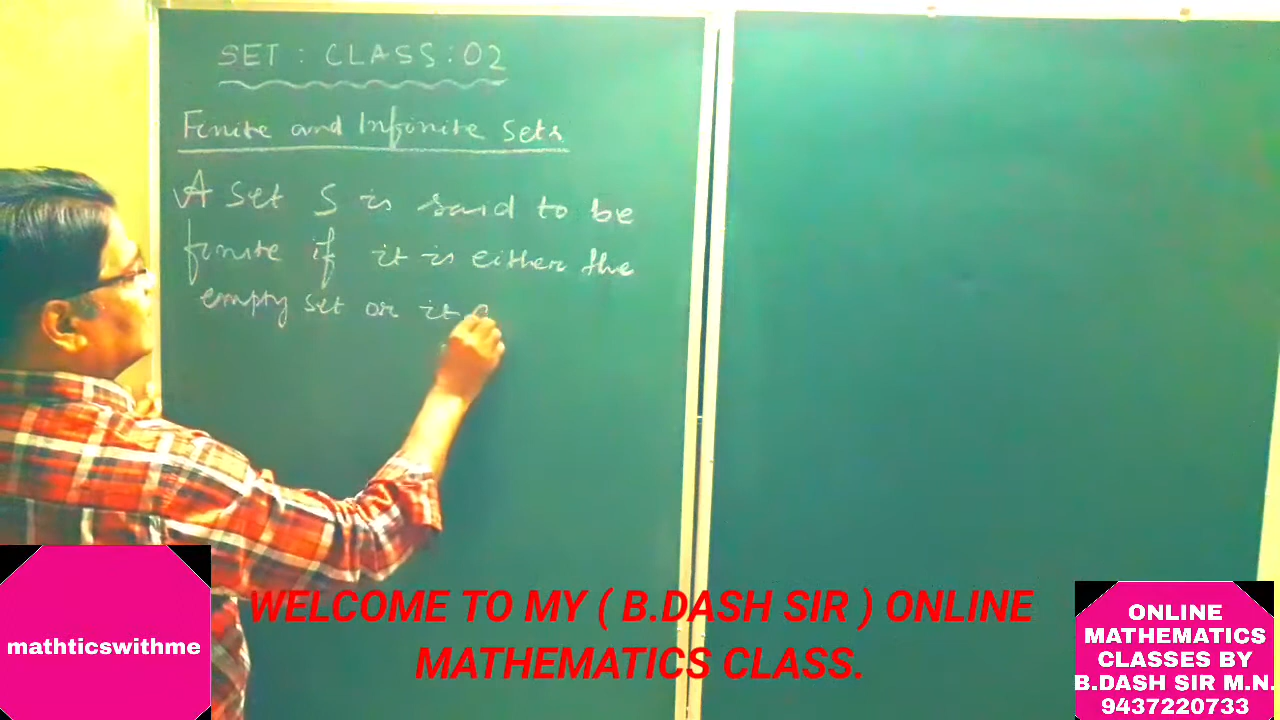 SET : CLASS : 02
Finite and Infinite Sets
A set S is said to be
finite if it is either the
empty set or it
WELCOME TO MY ( B.DASH SIR ) ONLINE
MATHEMATICS CLASS.
mathticswithme
ONLINE
MATHEMATICS
CLASSES BY
B.DASH SIR M.N.
9437220733